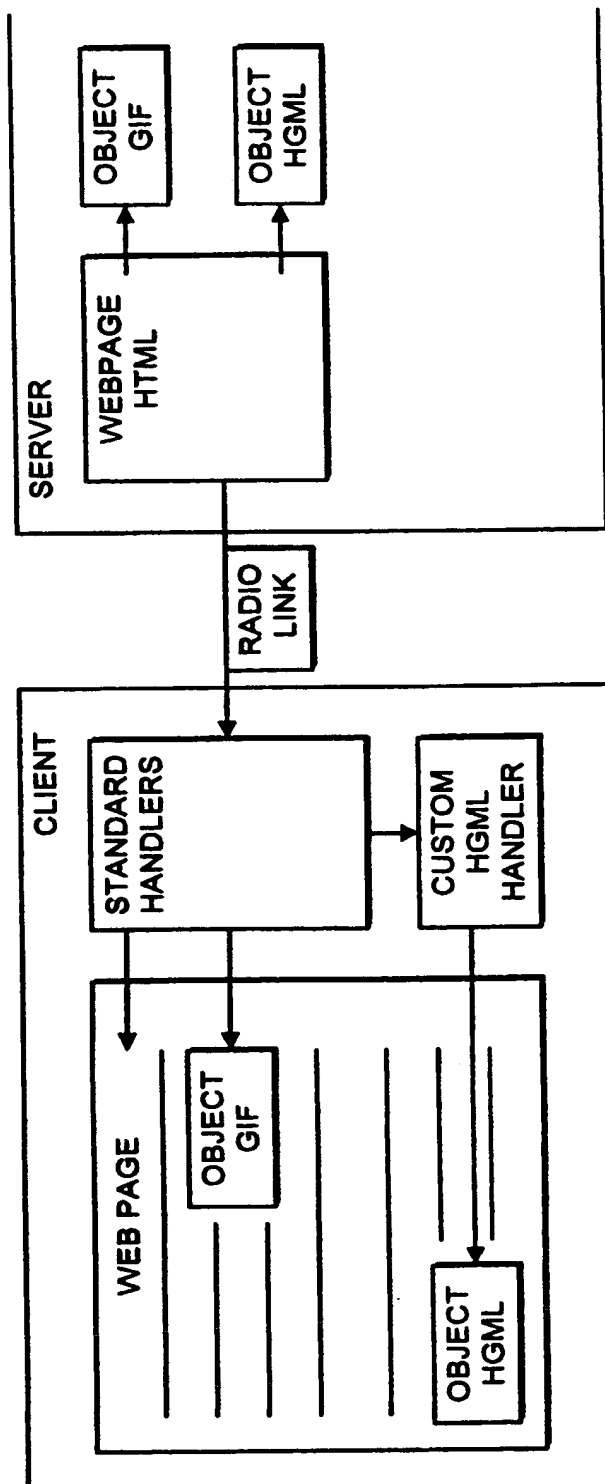 CLIENT
WEB PAGE
OBJECT
GIF
OBJECT
HGML
STANDARD
HANDLERS
CUSTOM
HGML
HANDLER
RADIO
LINK
SERVER
WEBPAGE
HTML
OBJECT
GIF
OBJECT
HGML